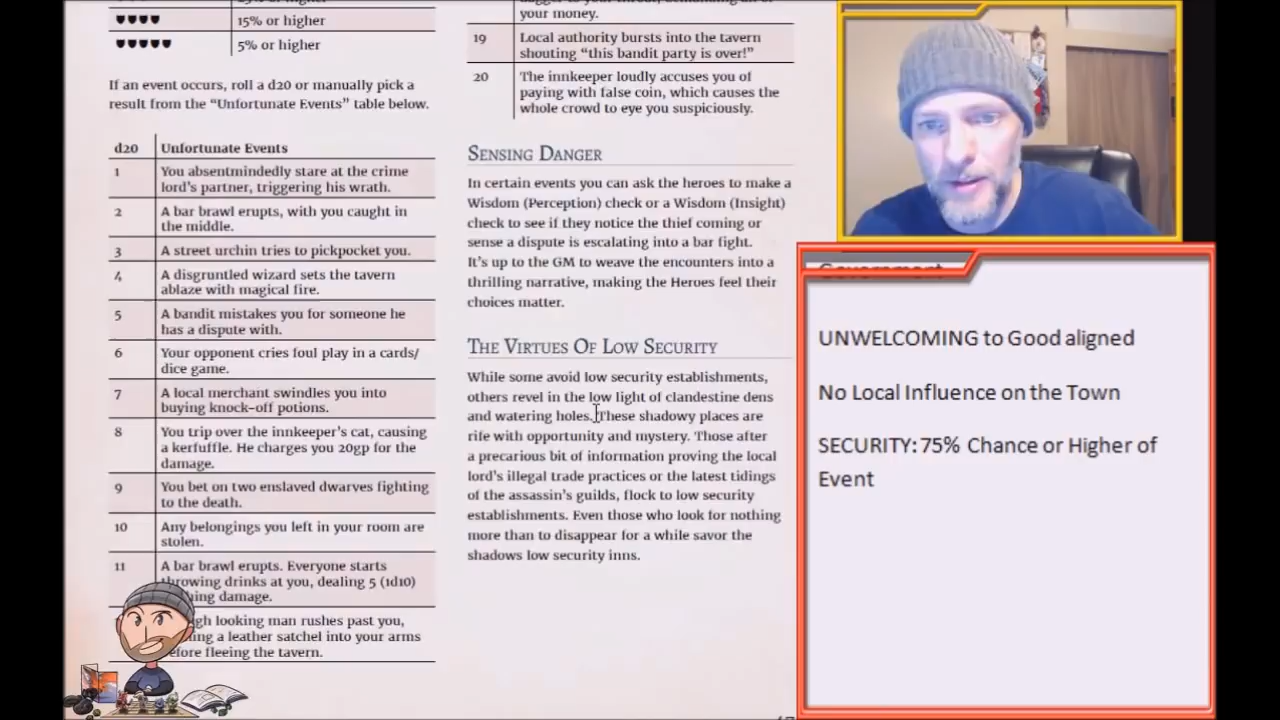 15% or higher
5% or higher
If an event occurs, roll a d20 or manually pick a
result from the “Unfortunate Events” table below.
d20 Unfortunate Events
1 You absentmindedly stare at the crime
lord’s partner, triggering his wrath.
2 A bar brawl erupts, with you caught in
the middle.
3 A street urchin tries to pickpocket you.
4 A disgruntled wizard sets the tavern
ablaze with magical fire.
5 A bandit mistakes you for someone he
has a dispute with.
6 Your opponent cries foul play in a cards/
dice game.
7 A local merchant swindles you into
buying knock-off potions.
8 You trip over the innkeeper’s cat, causing
a kerfuffle. He charges you 20gp for the
damage.
9 You bet on two enslaved dwarves fighting
to the death.
10 Any belongings you left in your room are
stolen.
11 A bar brawl erupts. Everyone starts
throwing drinks at you, dealing 5 (1d10)
damage.
looking man rushes past you,
a leather satchel into your arms
before fleeing the tavern.
your money.
19 Local authority bursts into the tavern
shouting “this bandit party is over!”
20 The innkeeper loudly accuses you of
paying with false coin, which causes the
whole crowd to eye you suspiciously.
Sensing Danger
In certain events you can ask the heroes to make a
Wisdom (Perception) check or a Wisdom (Insight)
check to see if they notice the thief coming or
sense a dispute is escalating into a bar fight.
It’s up to the GM to weave the encounters into a
thrilling narrative, making the Heroes feel their
choices matter.
The Virtues Of Low Security
While some avoid low security establishments,
others revel in the low light of clandestine dens
and watering holes. These shadowy places are
rife with opportunity and mystery. Those after
a precarious bit of information proving the local
lord’s illegal trade practices or the latest tidings
of the assassin’s guilds, flock to low security
establishments. Even those who look for nothing
more than to disappear for a while savor the
shadows low security inns.
Government
UNWELCOMING to Good aligned
No Local Influence on the Town
SECURITY: 75% Chance or Higher of
Event